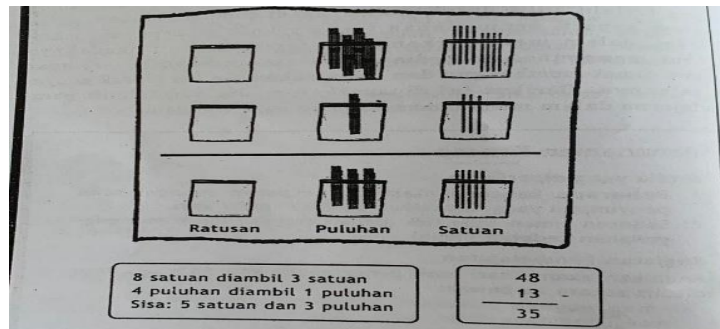 Ratusan Puluhan Satuan
8 satuan diambil 3 satuan
4 puluhan diambil 1 puluhan
Sisa: 5 satuan dan 3 puluhan
48
13 -
35